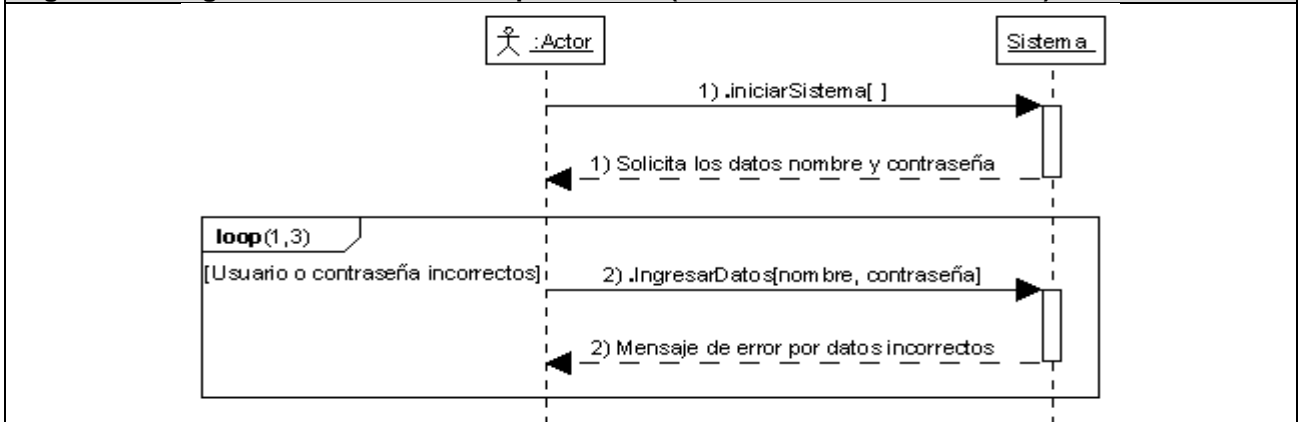 :Actor
Sistema
1) .iniciarSistema[ ]
1) Solicita los datos nombre y contraseña
loop(1,3)
[Usuario o contraseña incorrectos]
2) .IngresarDatos[nombre, contraseña]
2) Mensaje de error por datos incorrectos